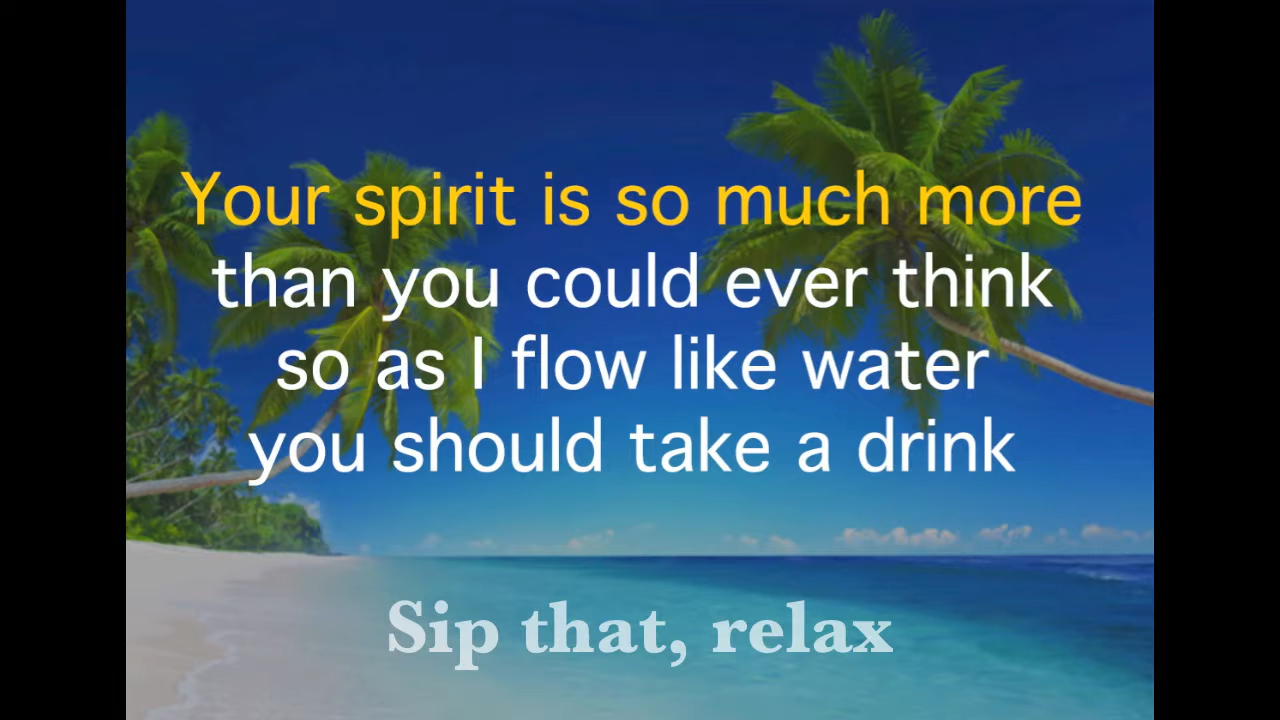 Your spirit is so much more
than you could ever think
so as I flow like water
you should take a drink
Sip that, relax